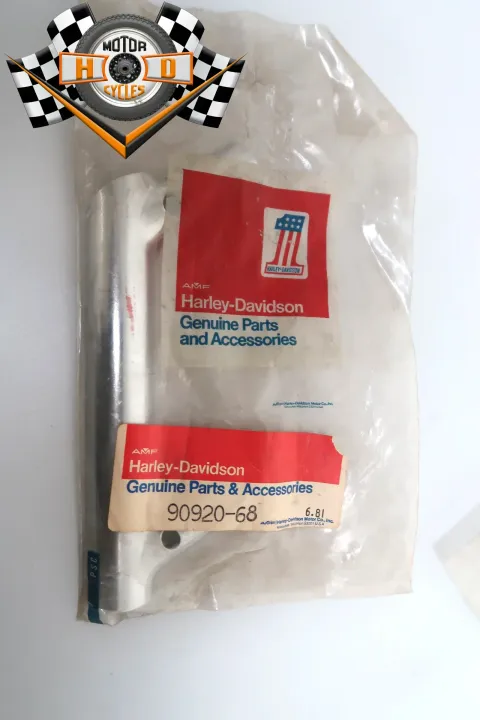 MOTOR
H D
CYCLES
1
HARLEY-DAVIDSON
AMF
Harley-Davidson
Genuine Parts
and Accessories
AMF
Harley-Davidson
Genuine Parts & Accessories
90920-68
6.81